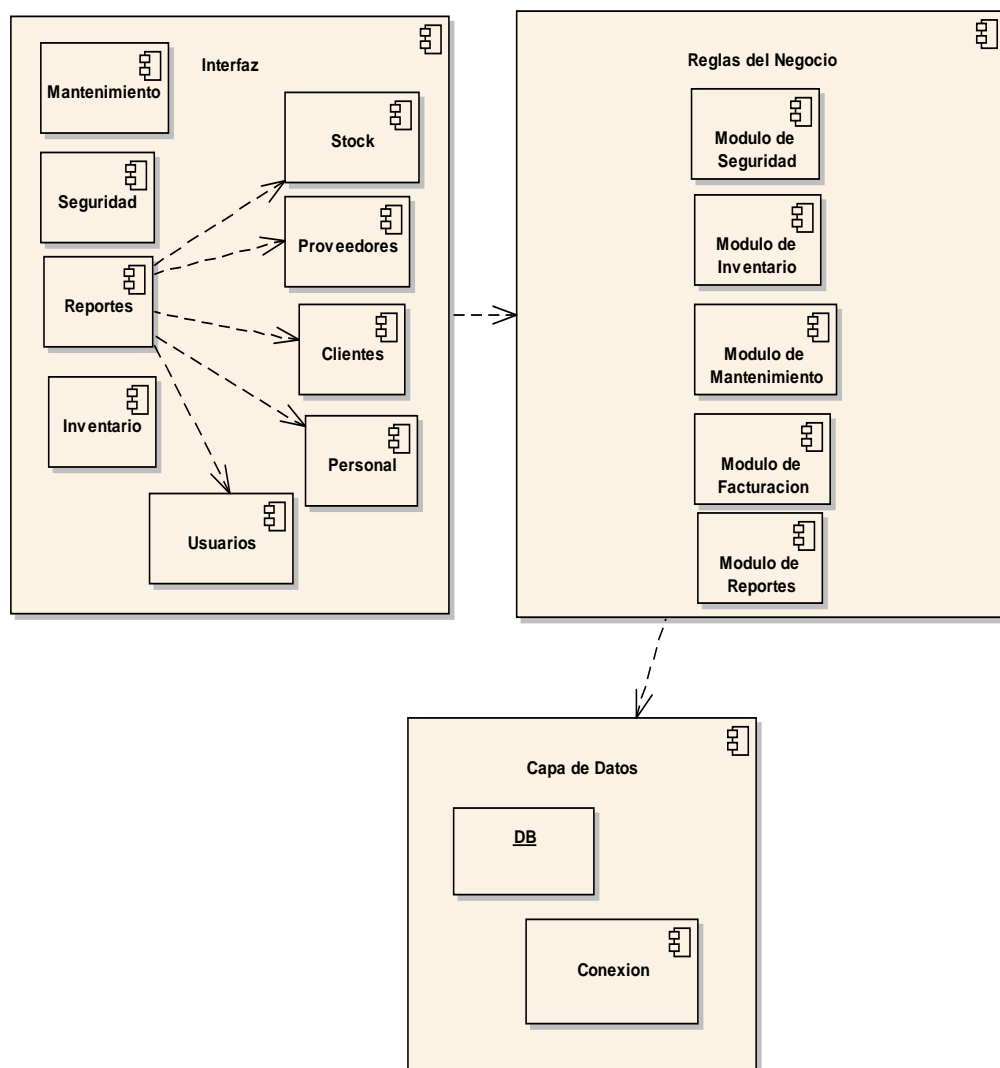 Interfaz
Mantenimiento
Stock
Seguridad
Proveedores
Reportes
Clientes
Inventario
Personal
Usuarios
Reglas del Negocio
Modulo de
Seguridad
Modulo de
Inventario
Modulo de
Mantenimiento
Modulo de
Facturacion
Modulo de
Reportes
Capa de Datos
DB
Conexion